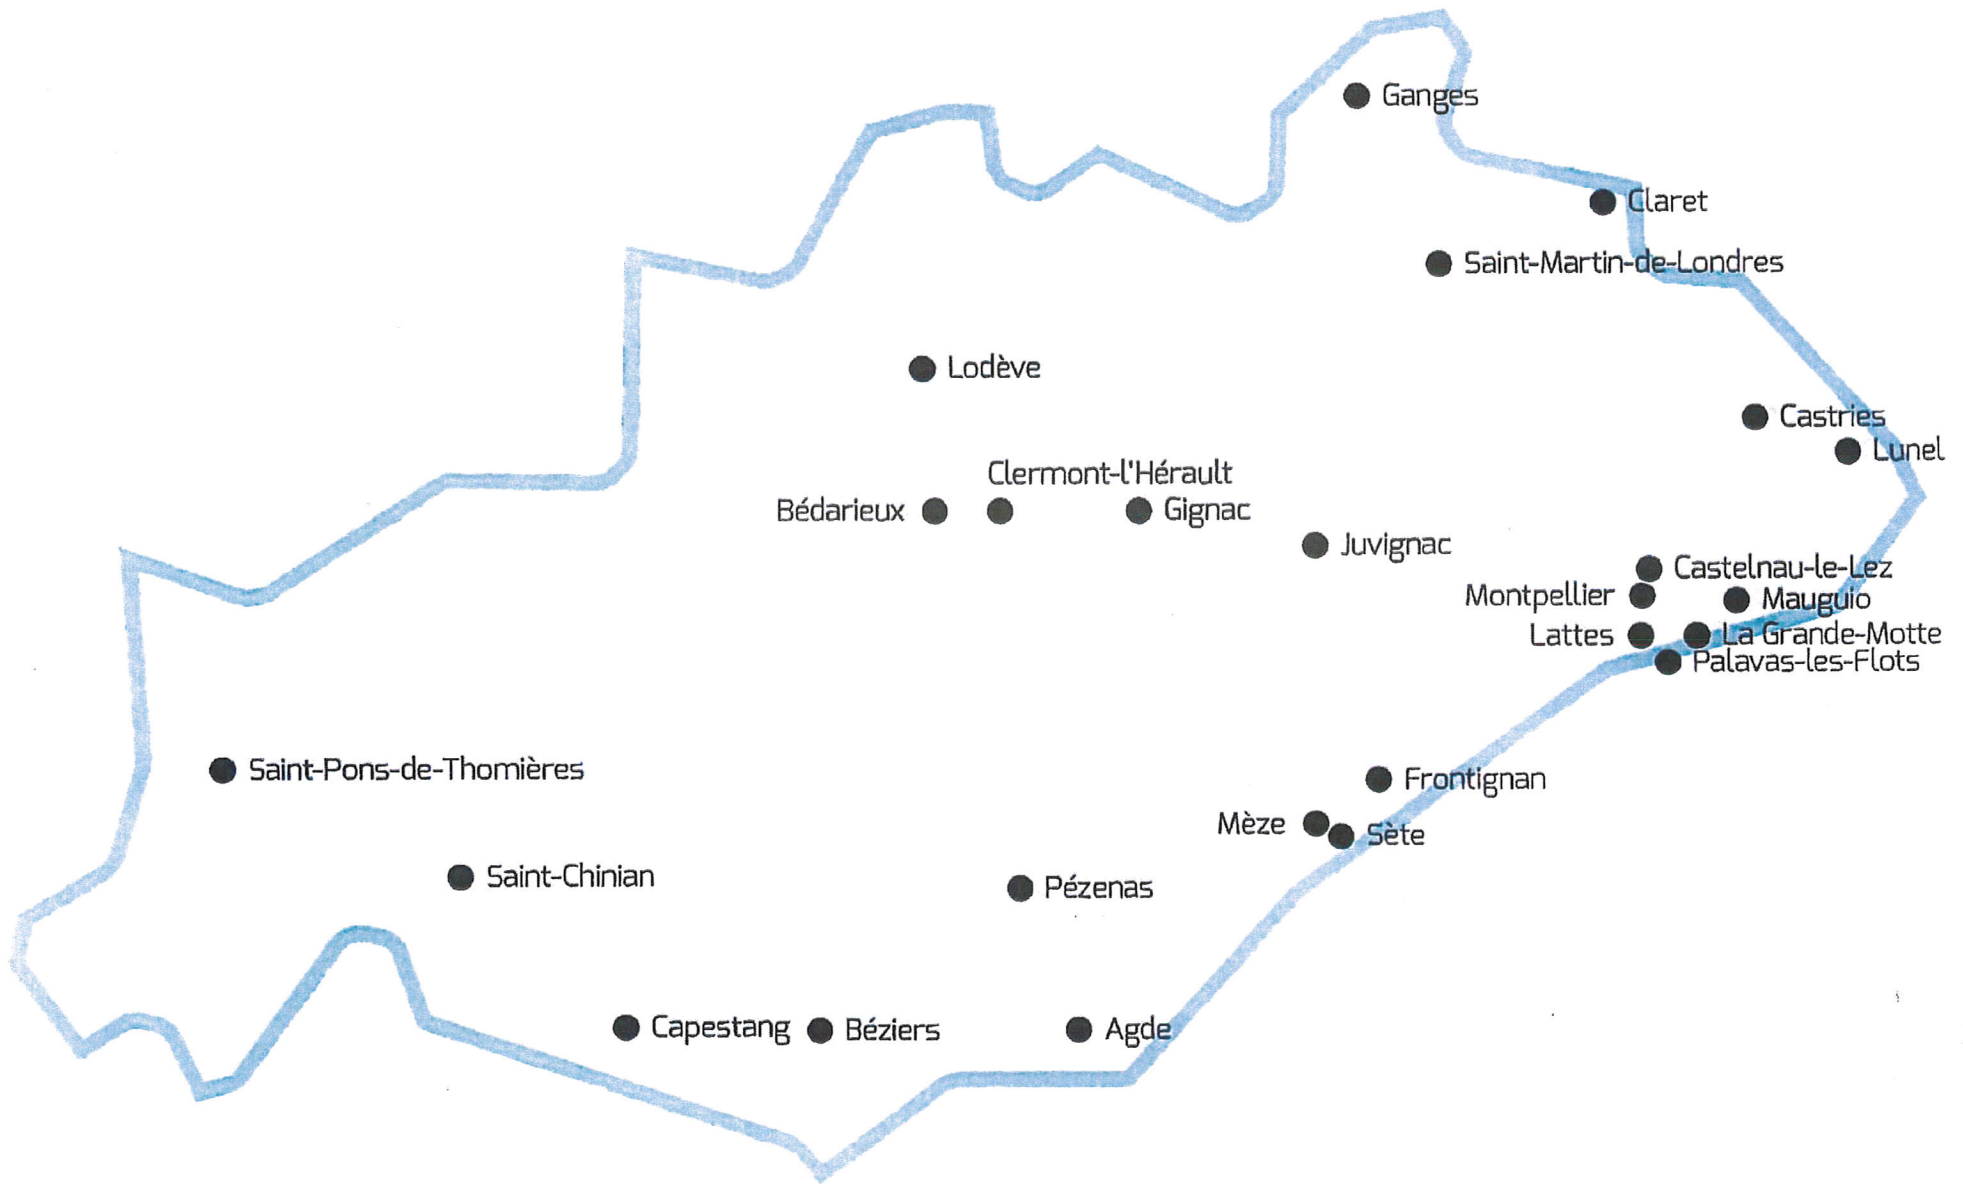 Ganges
Claret
Saint-Martin-de-Londres
Lodève
Castries
Lunel
Clermont-l'Hérault
Bédarieux
Gignac
Juvignac
Castelnau-le-Lez
Montpellier
Mauguio
Lattes
La Grande-Motte
Palavas-les-Flots
Saint-Pons-de-Thomières
Frontignan
Mèze
Sète
Saint-Chinian
Pézenas
Capestang
Béziers
Agde